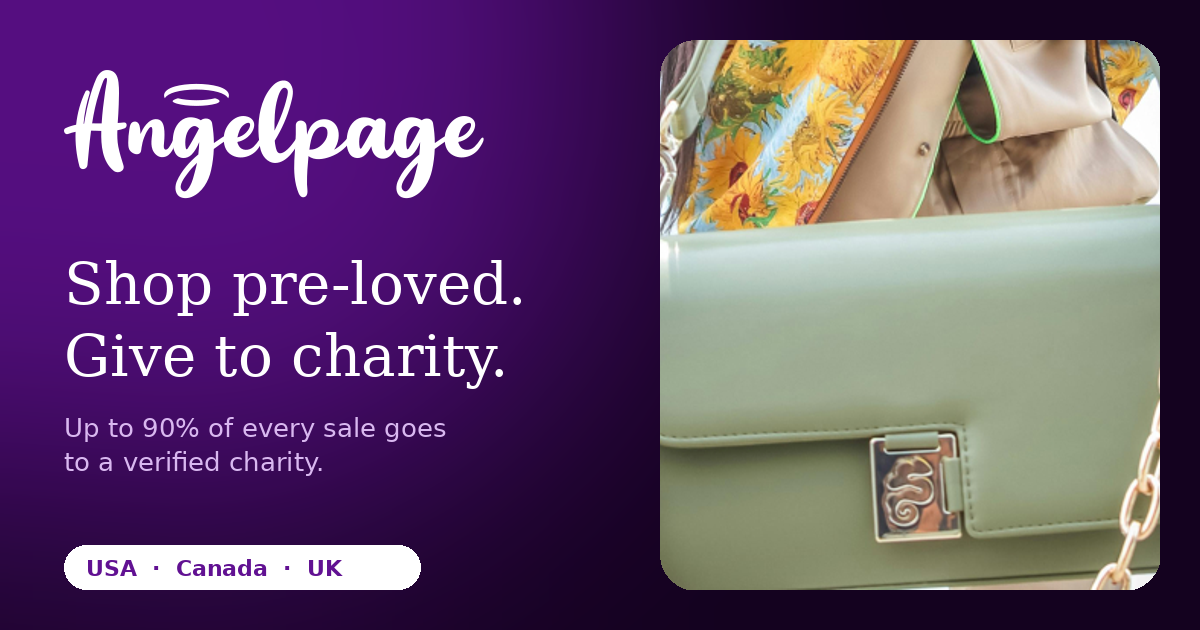 Angelpage
Shop pre-loved.
Give to charity.
Up to 90% of every sale goes
to a verified charity.
USA · Canada · UK